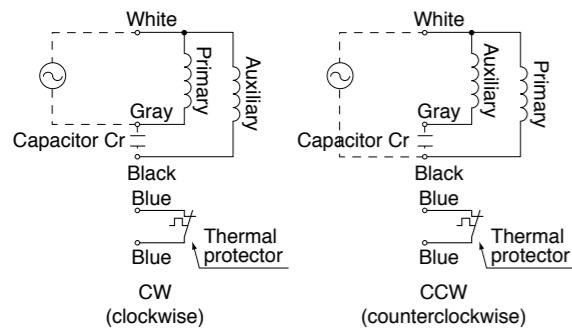 White
Primary
Auxiliary
Gray
Capacitor Cr
Black
Blue
Blue
Thermal
protector
CW
(clockwise)
White
Auxiliary
Primary
Gray
Capacitor Cr
Black
Blue
Blue
Thermal
protector
CCW
(counterclockwise)